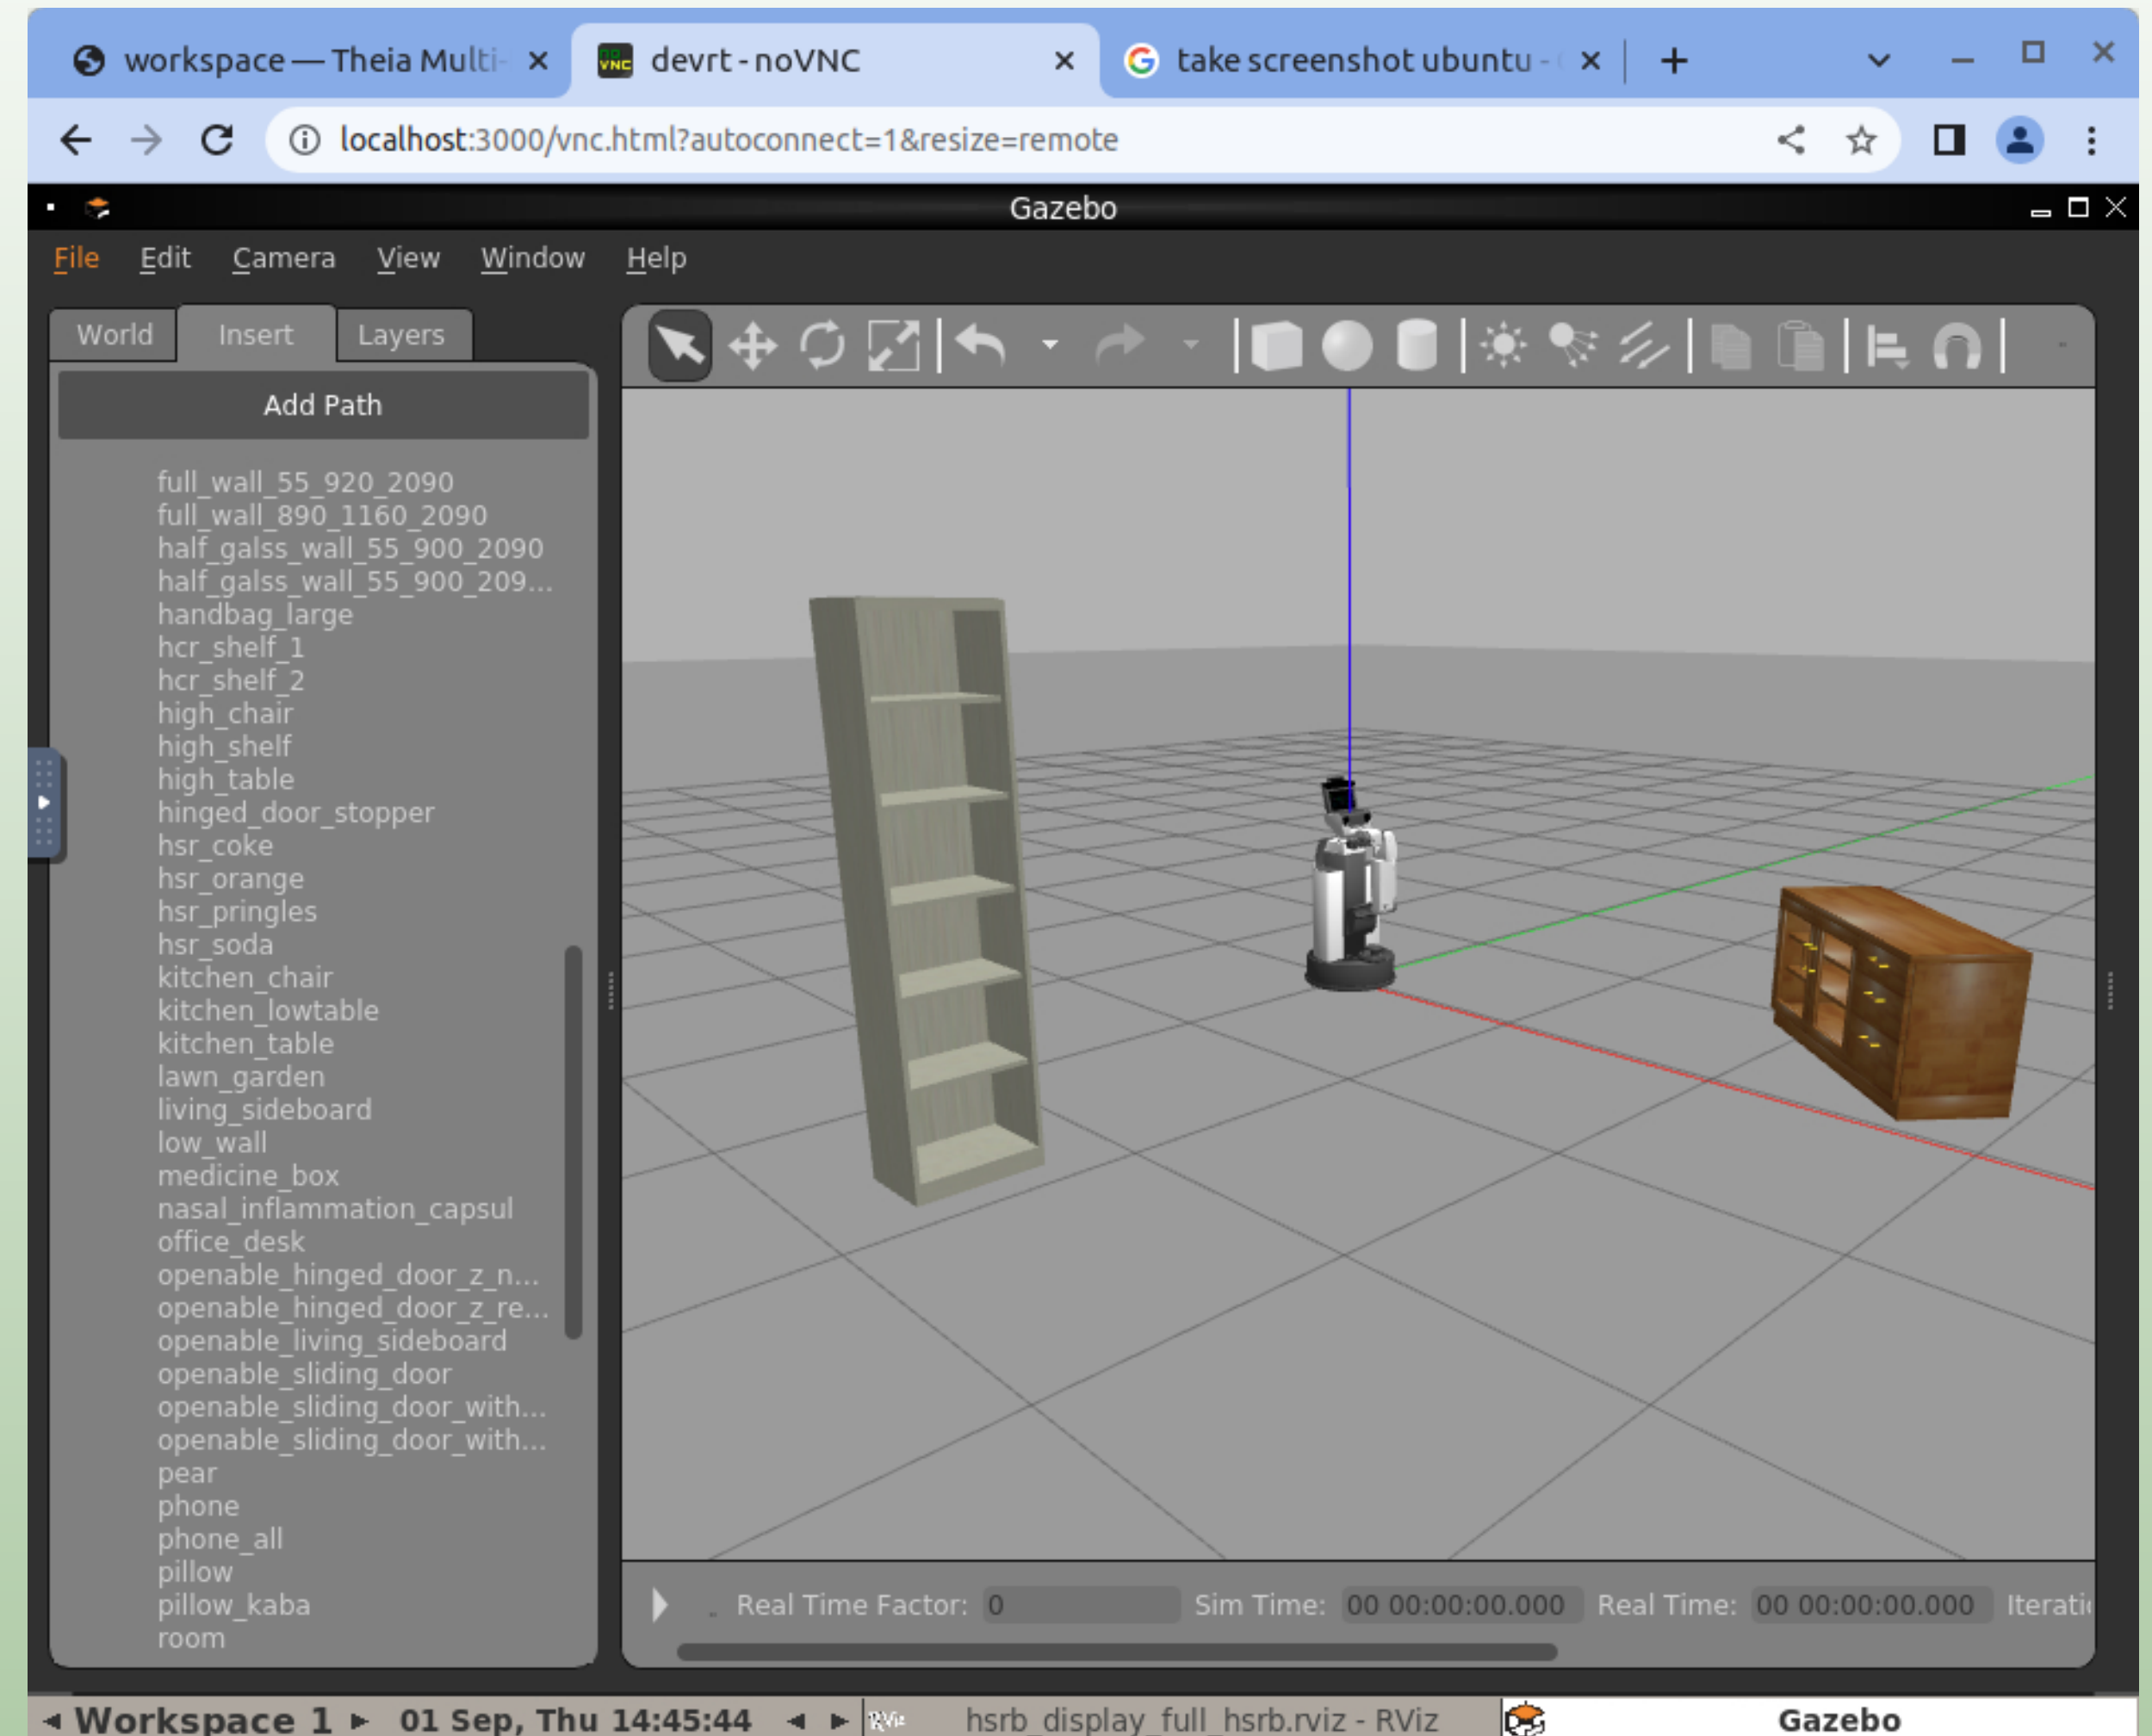 workspace — Theia Multi-
devrt - noVNC
take screenshot ubuntu -
localhost:3000/vnc.html?autoconnect=1&resize=remote
Gazebo
File Edit Camera View Window Help
World Insert Layers
Add Path
full_wall_55_920_2090
full_wall_890_1160_2090
half_galss_wall_55_900_2090
half_galss_wall_55_900_209...
handbag_large
hcr_shelf_1
hcr_shelf_2
high_chair
high_shelf
high_table
hinged_door_stopper
hsr_coke
hsr_orange
hsr_pringles
hsr_soda
kitchen_chair
kitchen_lowtable
kitchen_table
lawn_garden
living_sideboard
low_wall
medicine_box
nasal_inflammation_capsul
office_desk
openable_hinged_door_z_n...
openable_hinged_door_z_re...
openable_living_sideboard
openable_sliding_door
openable_sliding_door_with...
openable_sliding_door_with...
pear
phone
phone_all
pillow
pillow_kaba
room
Real Time Factor: 0 Sim Time: 00 00:00:00.000 Real Time: 00 00:00:00.000 Iterati
Workspace 1 01 Sep, Thu 14:45:44 RViz hsrb_display_full_hsrb.rviz - RViz Gazebo